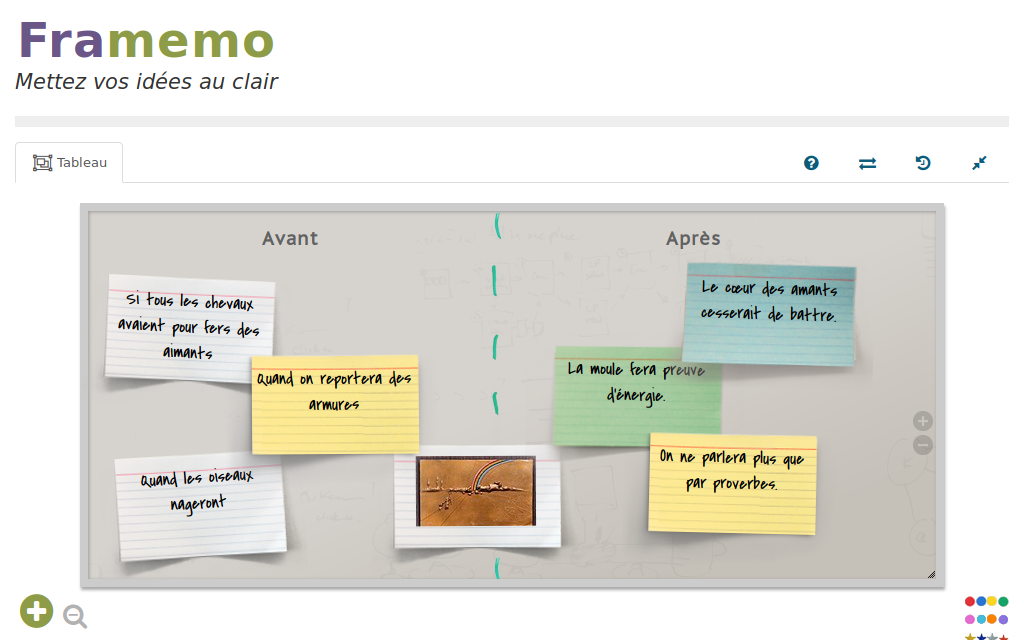 Framemo
Mettez vos idées au clair
Tableau
Avant
Après
Si tous les chevaux
avaient pour fers des
aimants
Quand on reportera des
armures
Quand les oiseaux
nageront
Le cœur des amants
cesserait de battre.
La moule fera preuve
d'énergie.
On ne parlera plus que
par proverbes.